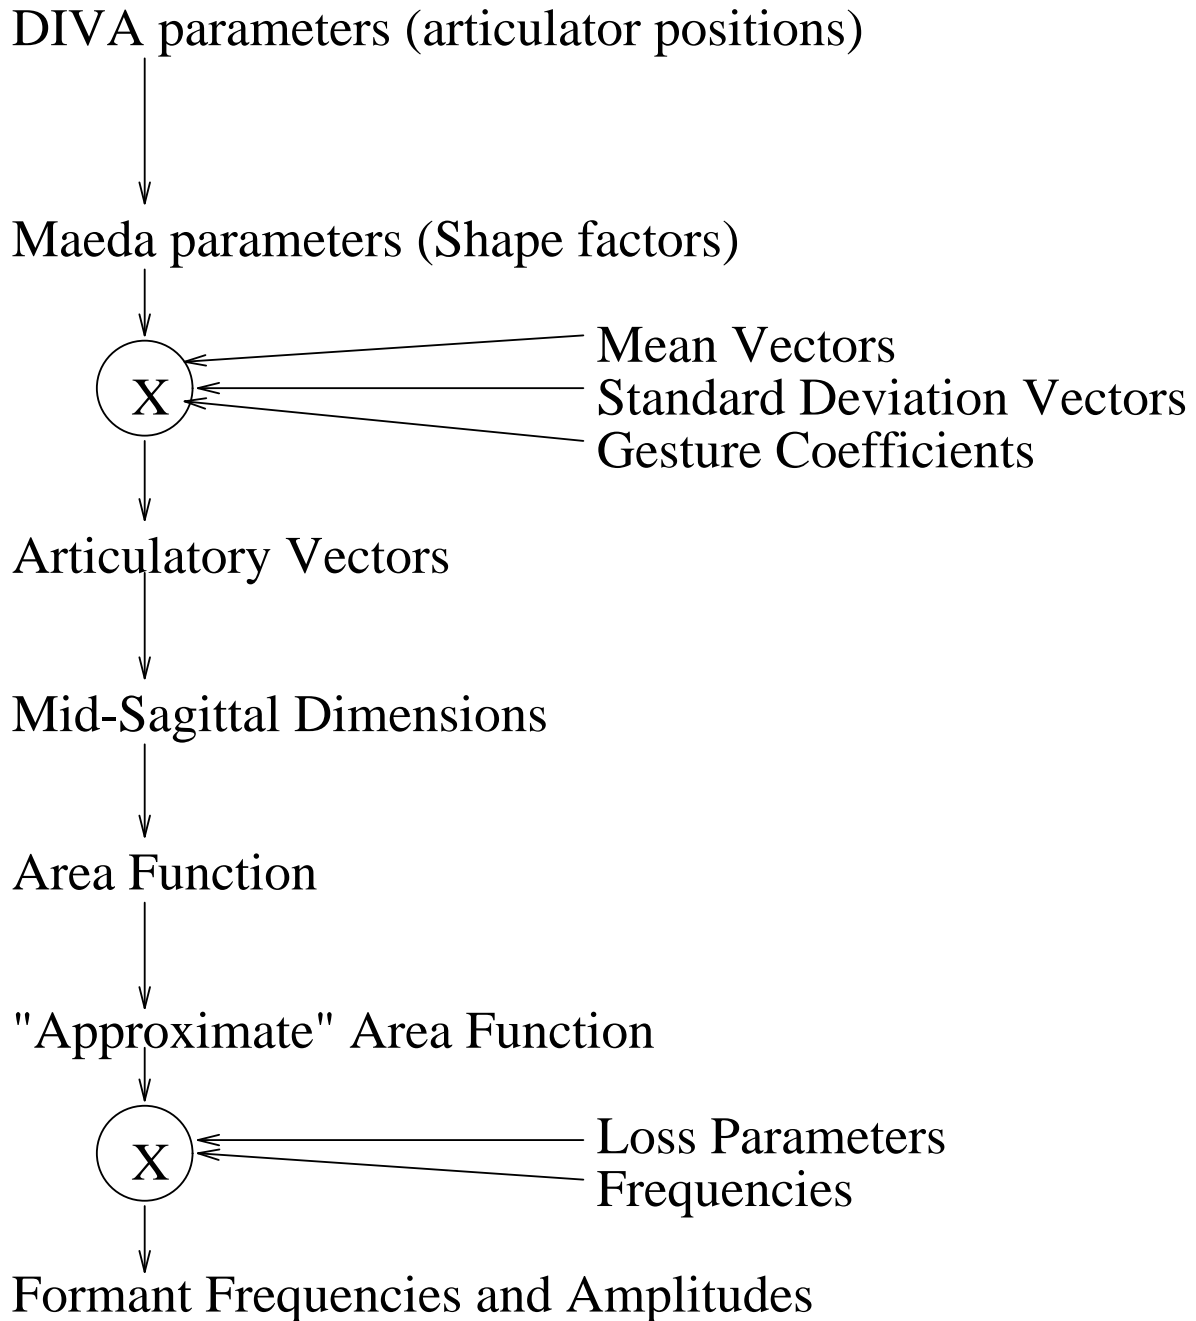 DIVA parameters (articulator positions)
Maeda parameters (Shape factors)
Mean Vectors
X
Standard Deviation Vectors
Gesture Coefficients
Articulatory Vectors
Mid-Sagittal Dimensions
Area Function
"Approximate" Area Function
Loss Parameters
X
Frequencies
Formant Frequencies and Amplitudes